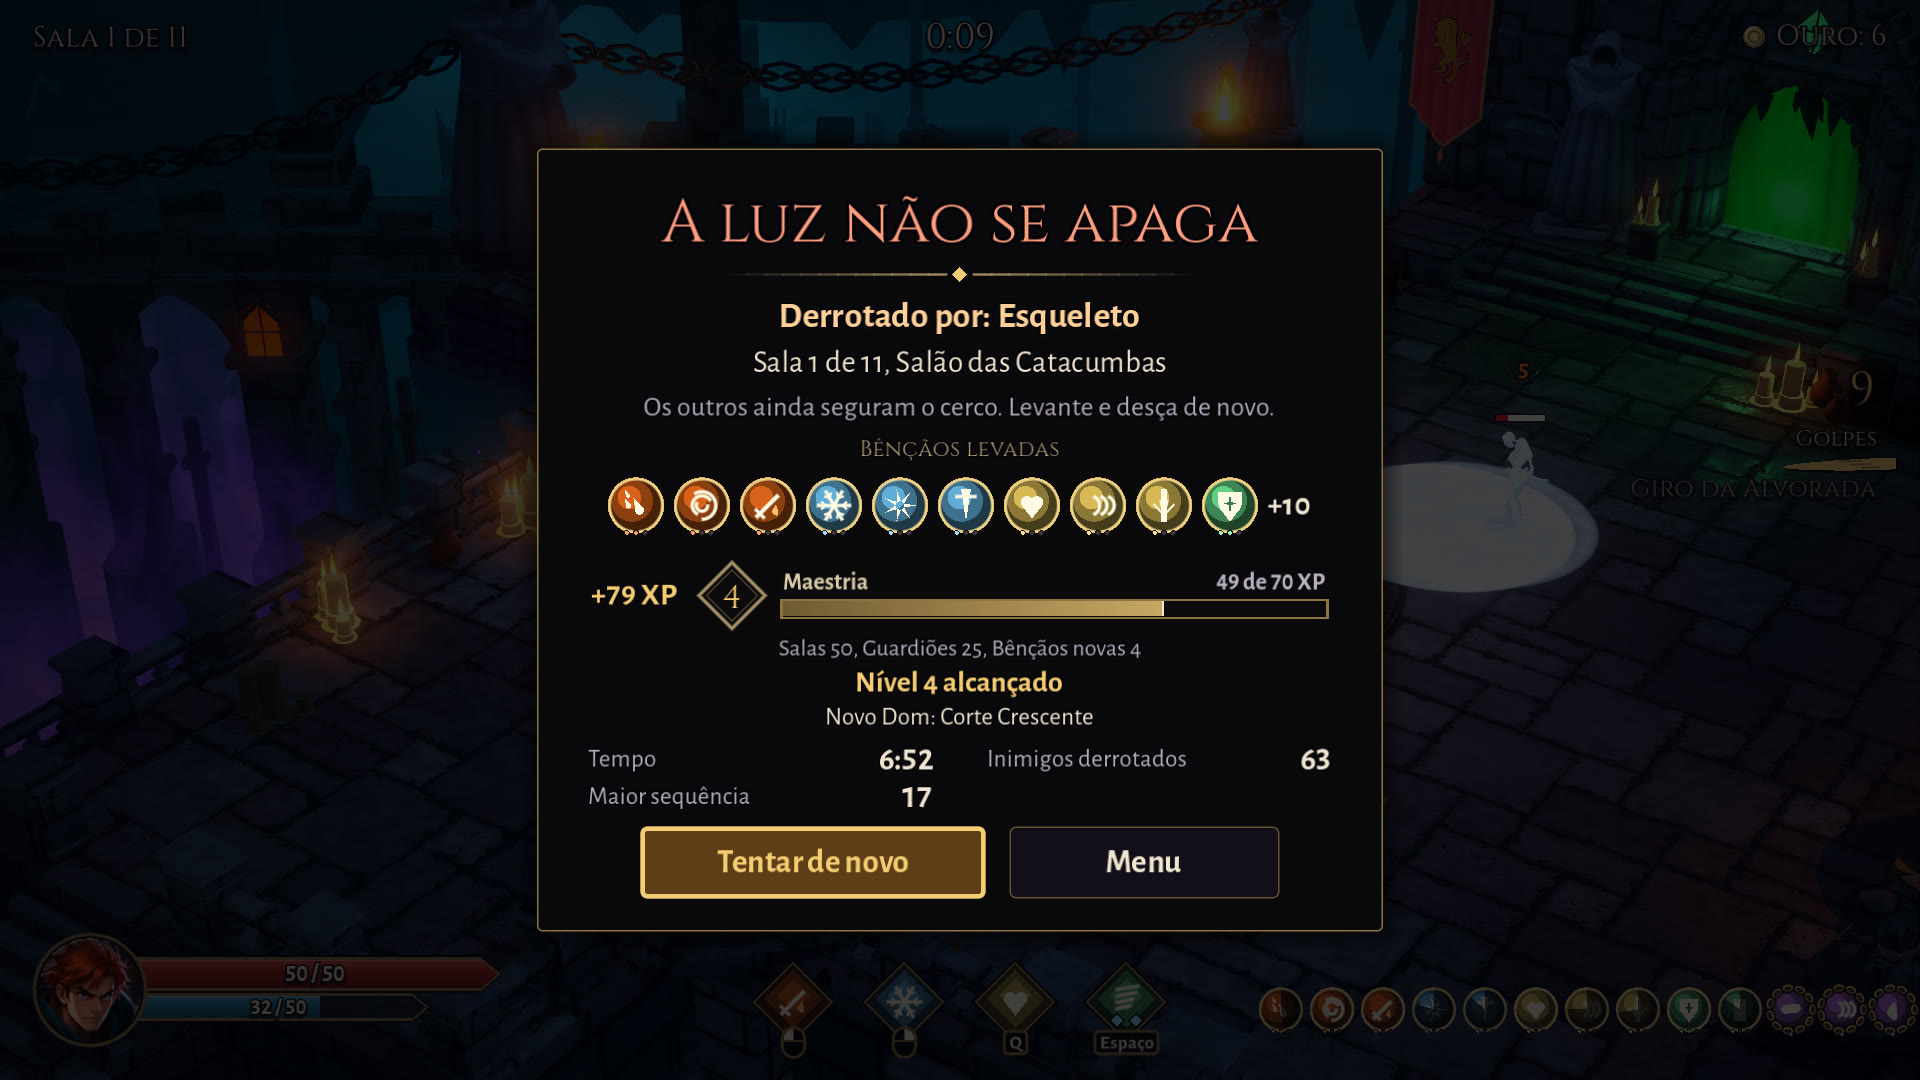 SALA 1 DE 11
0:09
OURO: 6
A LUZ NÃO SE APAGA
Derrotado por: Esqueleto
Sala 1 de 11, Salão das Catacumbas
Os outros ainda seguram o cerco. Levante e desça de novo.
BÊNÇÃOS LEVADAS
+10
5
9
GOLPES
GIRO DA ALVORADA
+79 XP
4
Maestria
49 de 70 XP
Salas 50, Guardiões 25, Bênçãos novas 4
Nível 4 alcançado
Novo Dom: Corte Crescente
Tempo 6:52
Inimigos derrotados 63
Maior sequência 17
Tentar de novo
Menu
50/50
32/50
Q
Espaço